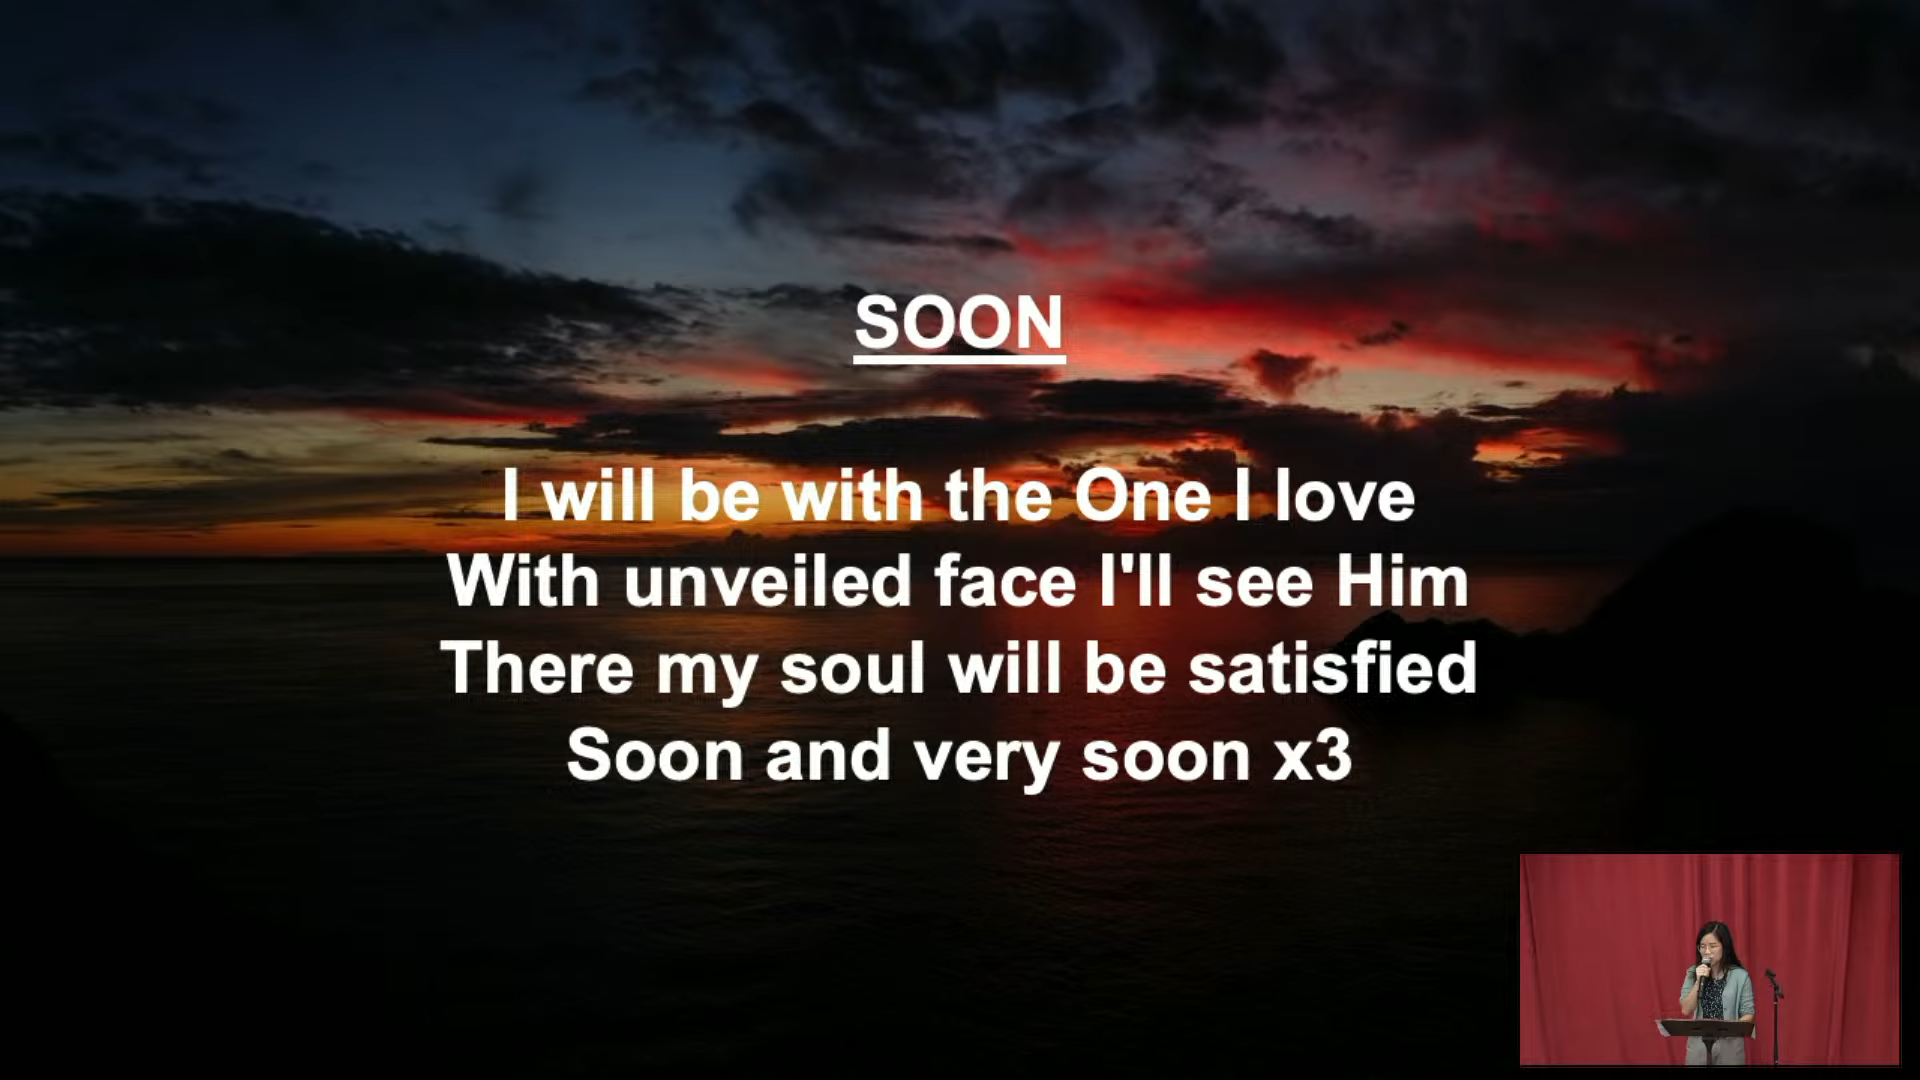 SOON
I will be with the One I love
With unveiled face I'll see Him
There my soul will be satisfied
Soon and very soon x3